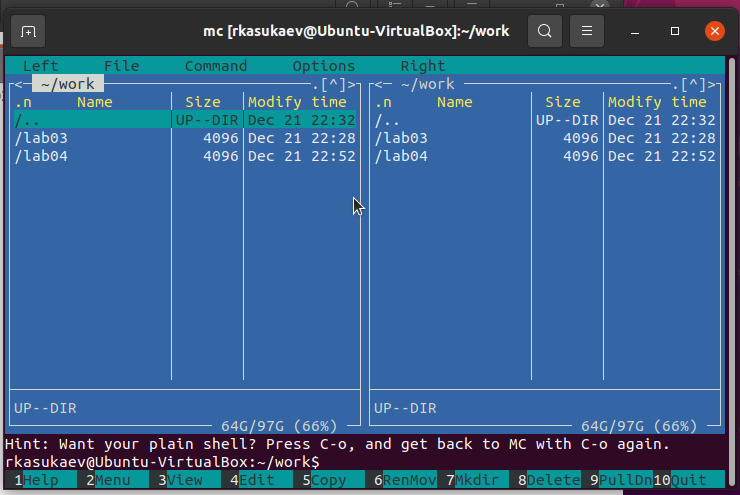 mc [rkasukaev@Ubuntu-VirtualBox]:~/work
Left File Command Options Right
<─ ~/work .[^]> <─ ~/work .[^]>
.n Name Size Modify time .n Name Size Modify time
/.. UP--DIR Dec 21 22:32 /.. UP--DIR Dec 21 22:32
/lab03 4096 Dec 21 22:28 /lab03 4096 Dec 21 22:28
/lab04 4096 Dec 21 22:52 /lab04 4096 Dec 21 22:52
UP--DIR UP--DIR
64G/97G (66%) 64G/97G (66%)
Hint: Want your plain shell? Press C-o, and get back to MC with C-o again.
rkasukaev@Ubuntu-VirtualBox:~/work$
1Help 2Menu 3View 4Edit 5Copy 6RenMov 7Mkdir 8Delete 9PullDn 10Quit